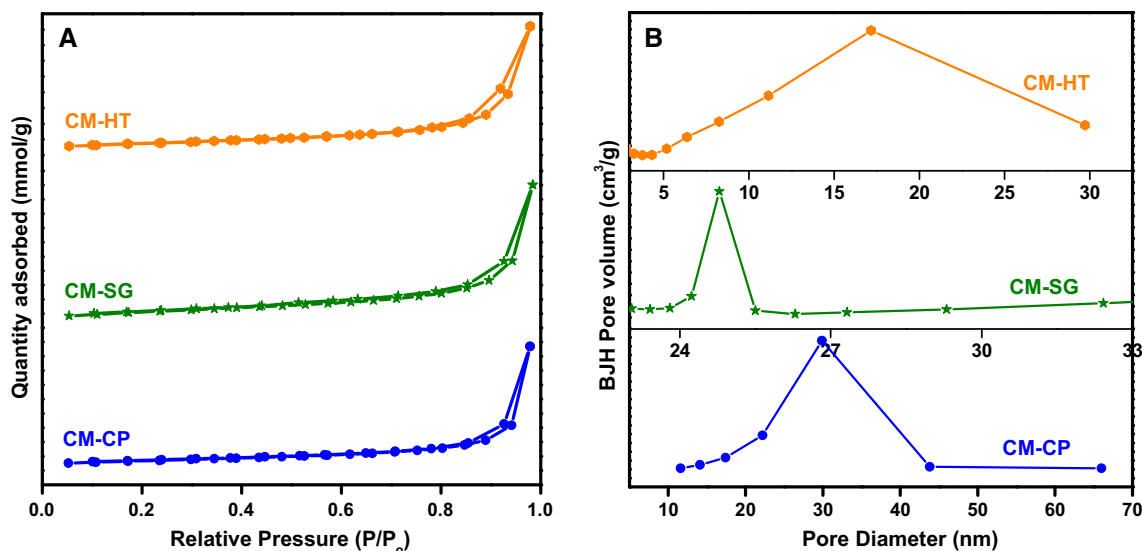 A
CM-HT
CM-SG
CM-CP
Quantity adsorbed (mmol/g)
0.0 0.2 0.4 0.6 0.8 1.0
Relative Pressure (P/P₀)
B
CM-HT
5 10 15 20 25 30
CM-SG
24 27 30 33
CM-CP
BJH Pore volume (cm³/g)
10 20 30 40 50 60 70
Pore Diameter (nm)